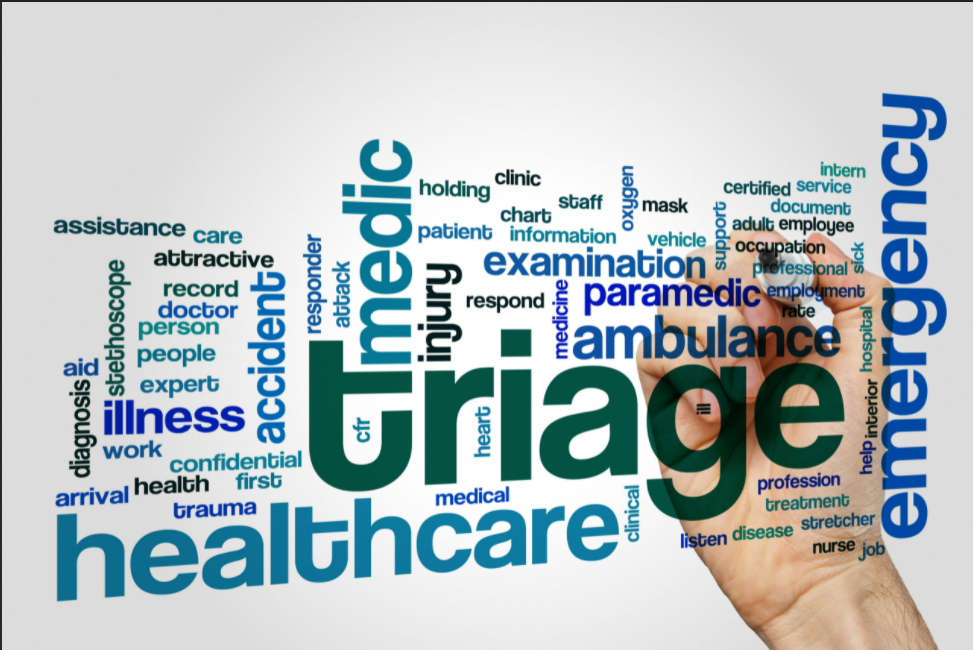 emergency
intern
clinic
certified service
holding
oxygen
staff
mask
document
medic
chart
support
adult employee
assistance care
patient information
vehicle
occupation
sick
attractive
responder
attack
injury
examination
professional
stethoscope
record
respond
medicine
paramedic
employment
doctor
accident
rate
person
ambulance
hospital
people
aid
triage
expert
diagnosis
illness
cfr
heart
ill
interior
work
help
confidential
first
profession
arrival health
medical
treatment
trauma
clinical
healthcare
listen disease stretcher
nurse job